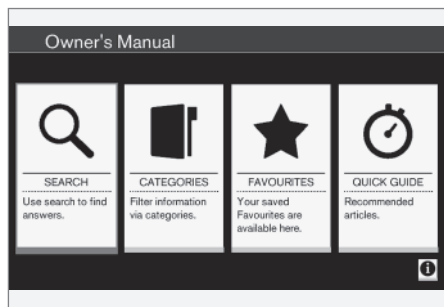 Owner's Manual
SEARCH
Use search to find
answers.
CATEGORIES
Filter information
via categories.
FAVOURITES
Your saved
Favourites are
available here.
QUICK GUIDE
Recommended
articles.
i